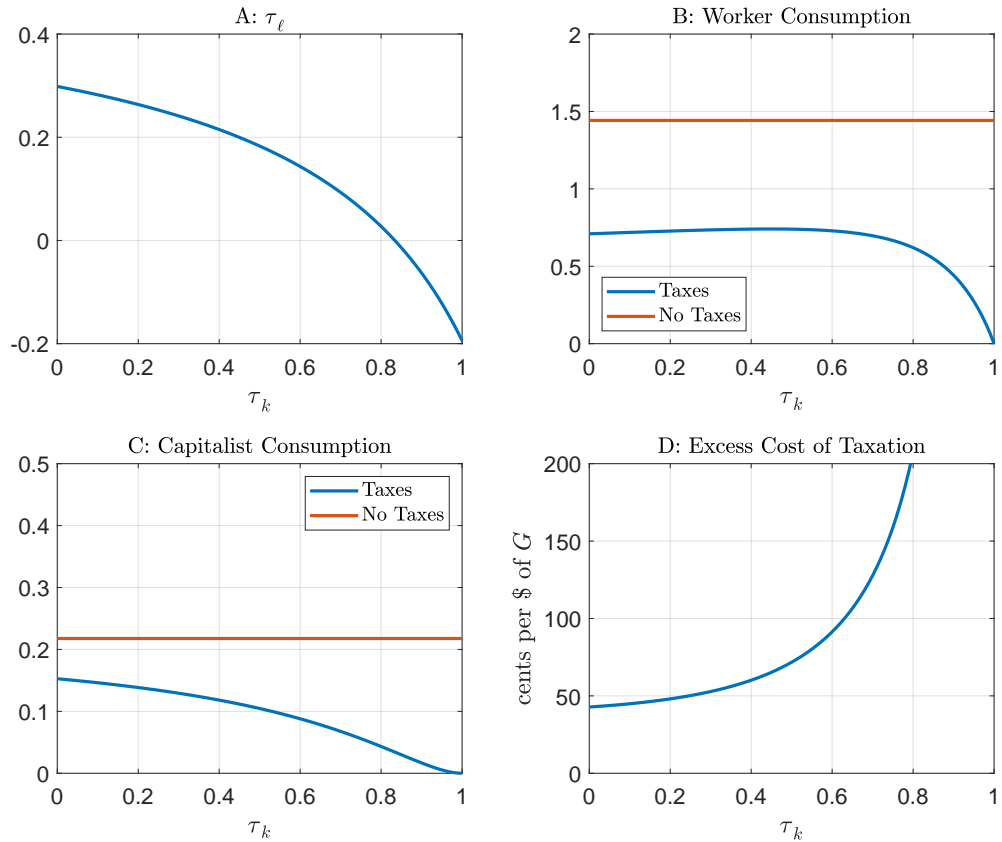 A: τℓ
0.4
0.2
0
-0.2
0 0.2 0.4 0.6 0.8 1
τk
B: Worker Consumption
2
1.5
1
0.5
0
Taxes
No Taxes
0 0.2 0.4 0.6 0.8 1
τk
C: Capitalist Consumption
0.5
0.4
0.3
0.2
0.1
0
Taxes
No Taxes
0 0.2 0.4 0.6 0.8 1
τk
D: Excess Cost of Taxation
cents per $ of G
200
150
100
50
0
0 0.2 0.4 0.6 0.8 1
τk